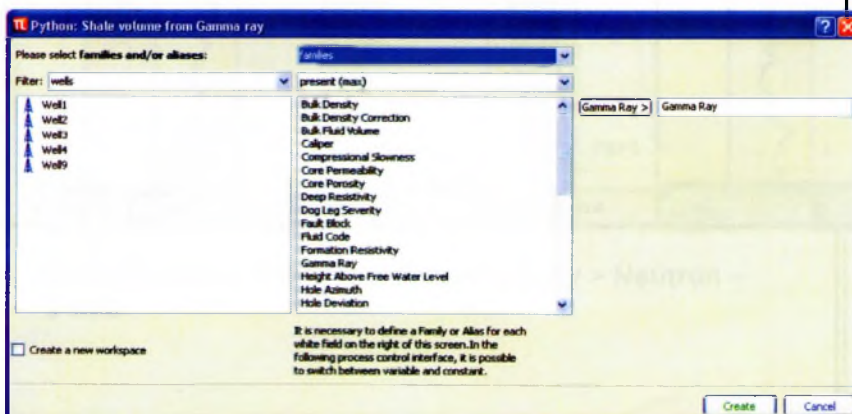 Python: Shale volume from Gamma ray
Please select families and/or aliases:
families
Filter: wells
present (max)
Well1
Well2
Well3
Well4
Well9
Bulk Density
Bulk Density Correction
Bulk Fluid Volume
Caliper
Compressional Slowness
Core Permeability
Core Porosity
Deep Resistivity
Dog Leg Severity
Fault Block
Fluid Code
Formation Resistivity
Gamma Ray
Height Above Free Water Level
Hole Azimuth
Hole Deviation
Gamma Ray >
Gamma Ray
Create a new workspace
It is necessary to define a Family or Alias for each
white field on the right of this screen.In the
following process control interface, it is possible
to switch between variable and constant.
Create
Cancel